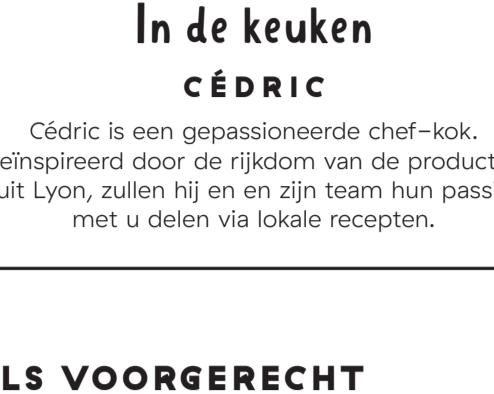 In de keuken
CÉDRIC
Cédric is een gepassioneerde chef-kok.
eïnspireerd door de rijkdom van de product
uit Lyon, zullen hij en en zijn team hun pass
met u delen via lokale recepten.
LS VOORGERECHT